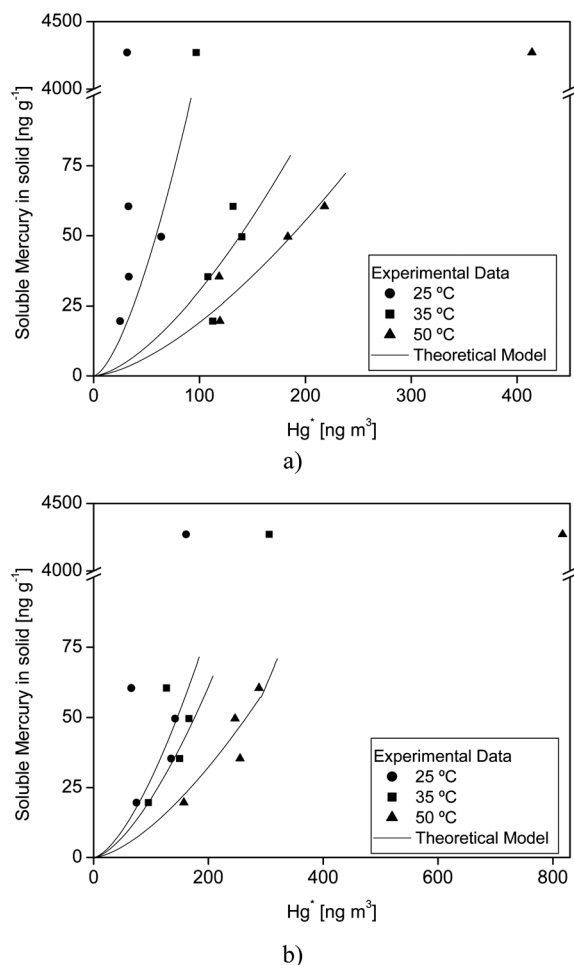 4500
4000
75
50
25
0
Soluble Mercury in solid [ng g-1]
Experimental Data
25 ºC
35 ºC
50 ºC
Theoretical Model
0 100 200 300 400
Hg* [ng m3]
a)
4500
4000
75
50
25
0
Soluble Mercury in solid [ng g-1]
Experimental Data
25 ºC
35 ºC
50 ºC
Theoretical Model
0 200 400 600 800
Hg* [ng m3]
b)